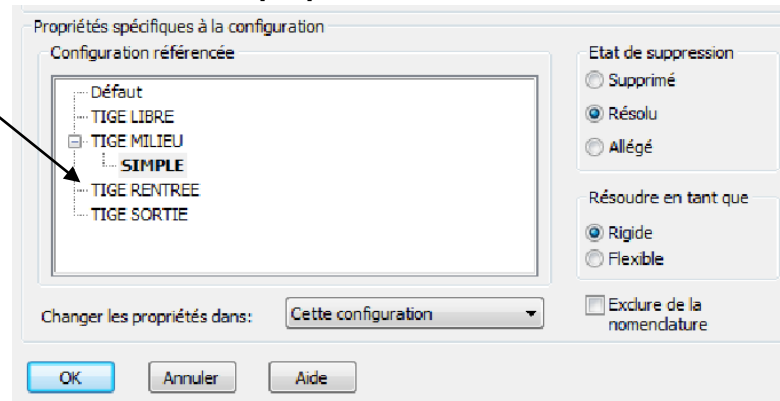 Propriétés spécifiques à la configuration
Configuration référencée
Défaut
TIGE LIBRE
TIGE MILIEU
SIMPLE
TIGE RENTREE
TIGE SORTIE
Etat de suppression
Supprimé
Résolu
Allégé
Résoudre en tant que
Rigide
Flexible
Changer les propriétés dans:
Cette configuration
Exclure de la
nomenclature
OK
Annuler
Aide